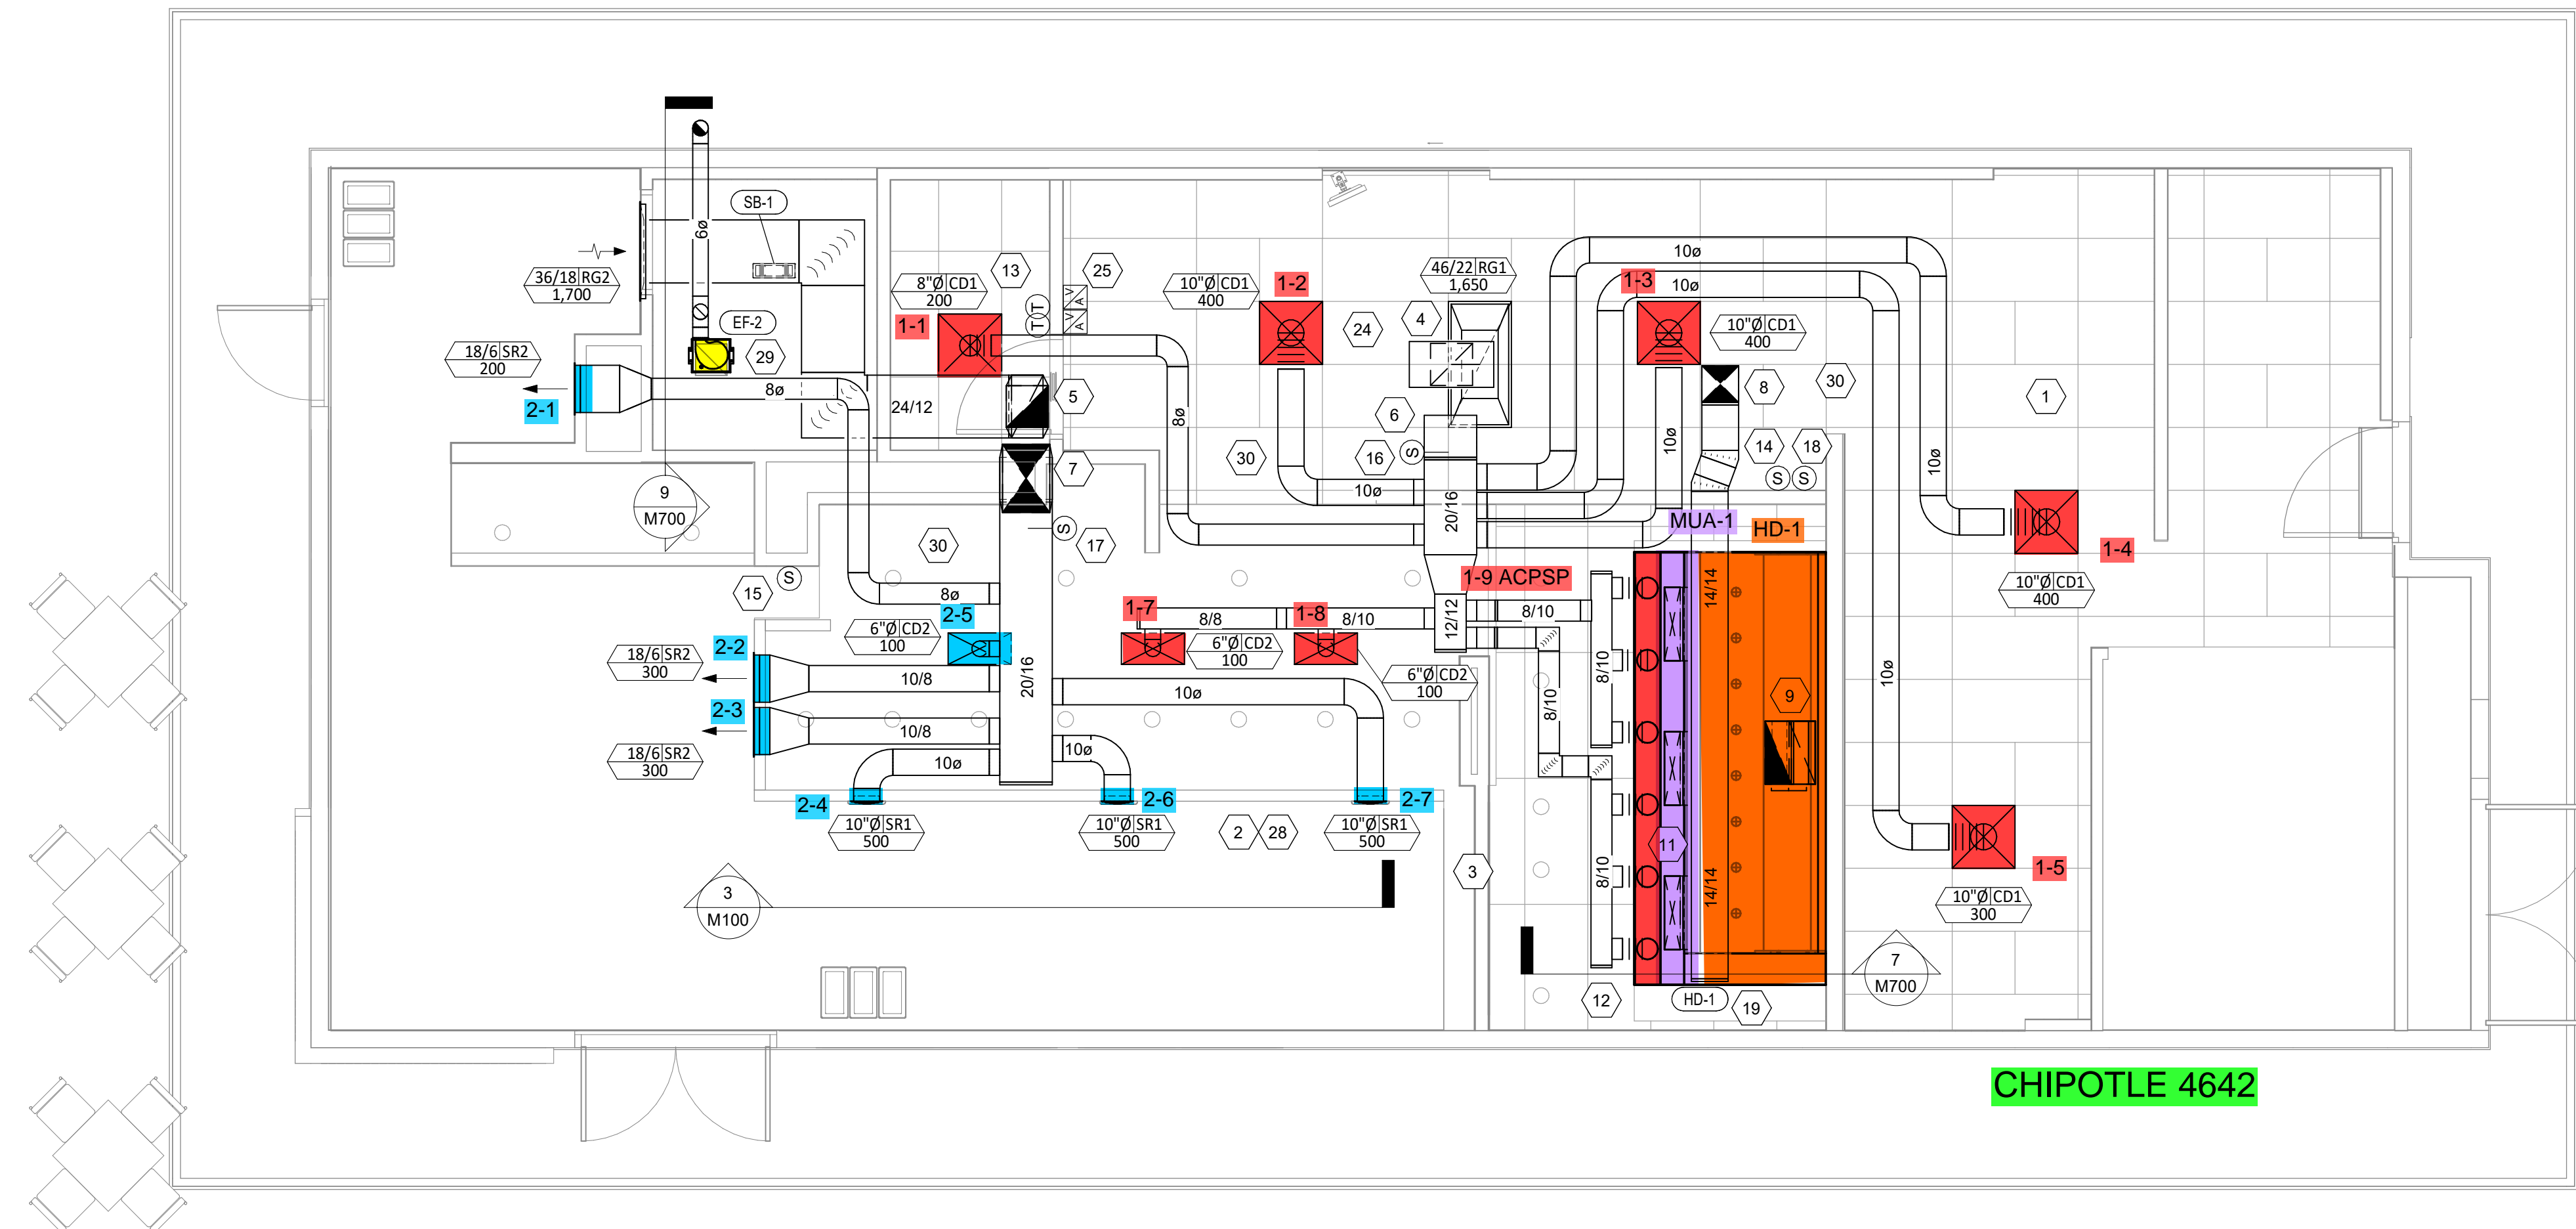 6ø
SB-1
36/18 RG2
1,700
EF-2
29
18/6 SR2
200
2-1
8ø
24/12
8"Ø CD1
200
13
1-1
T T
25
V A
V A
5
7
10"Ø CD1
400
1-2
24
4
46/22 RG1
1,650
6
16
S
30
8ø
10ø
20/16
10ø
1-3
10ø
10"Ø CD1
400
8
30
10ø
14
18
S S
1
10ø
10ø
1-4
10"Ø CD1
400
9
M700
S
17
30
15
S
8ø
2-5
6"Ø CD2
100
2-2
18/6 SR2
300
10/8
2-3
18/6 SR2
300
10/8
20/16
10ø
10ø
10ø
2-4
10"Ø SR1
500
2-6
10"Ø SR1
500
2
28
2-7
10"Ø SR1
500
1-7
8/8
6"Ø CD2
100
1-8
8/10
6"Ø CD2
100
12/12
1-9 ACPSP
8/10
8/10
8/10
8/10
MUA-1
HD-1
14/14
14/14
9
11
3
12
HD-1
19
1-5
10"Ø CD1
300
3
M100
7
M700
CHIPOTLE 4642